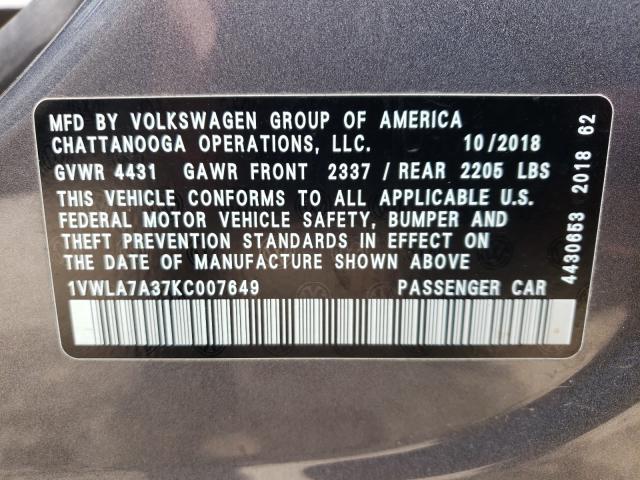 MFD BY VOLKSWAGEN GROUP OF AMERICA
CHATTANOOGA OPERATIONS, LLC. 10/2018
GVWR 4431 GAWR FRONT 2337 / REAR 2205 LBS
THIS VEHICLE CONFORMS TO ALL APPLICABLE U.S.
FEDERAL MOTOR VEHICLE SAFETY, BUMPER AND
THEFT PREVENTION STANDARDS IN EFFECT ON
THE DATE OF MANUFACTURE SHOWN ABOVE
1VWLA7A37KC007649 PASSENGER CAR
4430653 2018 62